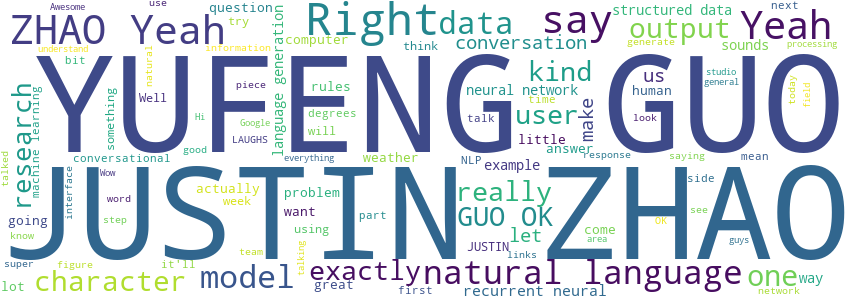 Awesome
use
question
structured data
next
ZHAO Yeah
try
Right
data
say
output
Yeah
understand
information
computer
think
conversation
sounds
generate
processing
bit
natural
language generation
YUFENG GUO
kind
us
studio
general
today
field
research
machine learning
something
Well
piece
rules
neural network
time
human
Hi
Google
degrees
user
make
look
talked
good
LAUGHS
will
talk
little
answer
conversational
Wow
everything
weather
NLP
example
response
saying
mean
side
JUSTIN ZHAO
interface
word
actually
problem
really
way
going
step
week
want
part
GUO OK
come
area
ok
see
guys
know
using
let
super
figure
it'll
team
talking
JUSTIN
links
lot
character
model
exactly
natural language
one
great
first
recurrent neural
network